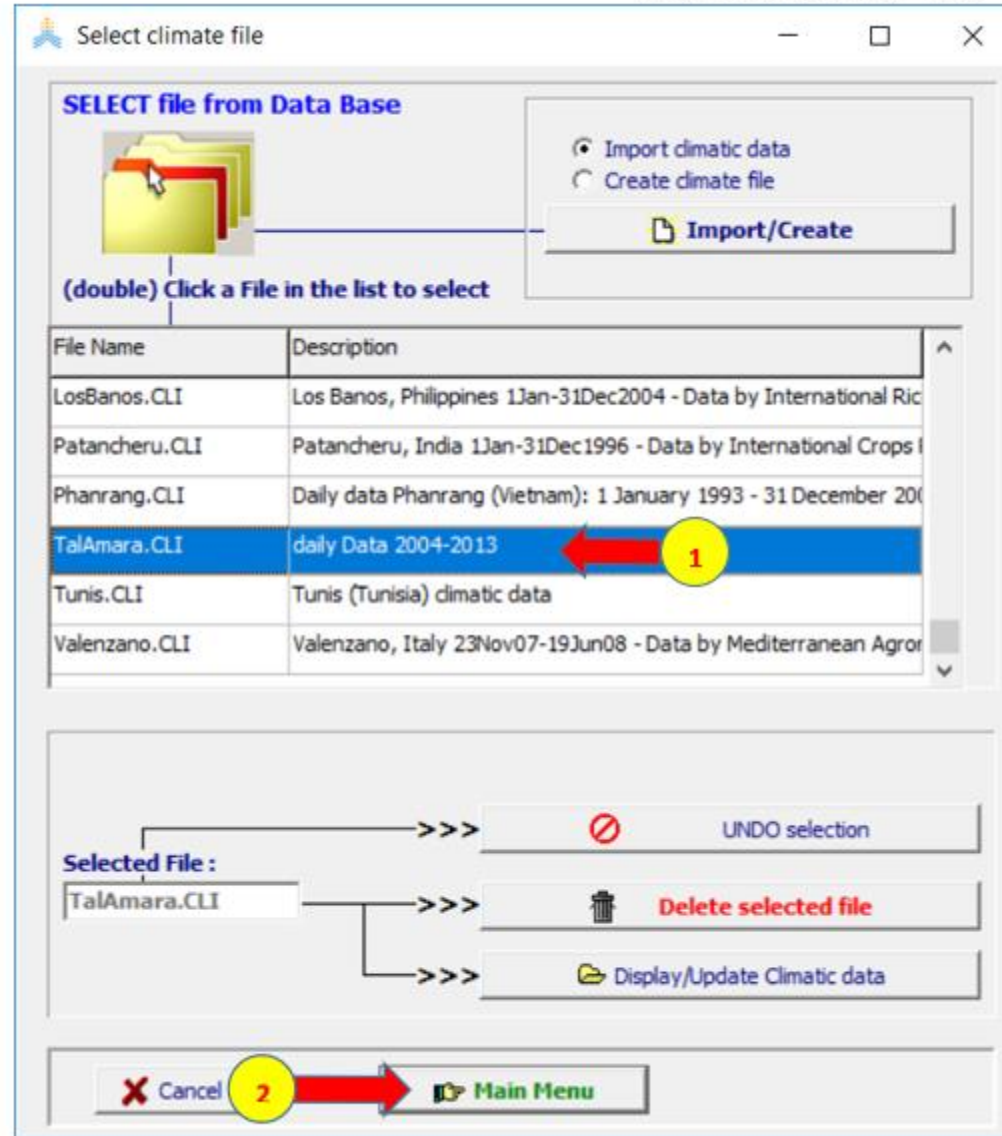 Select climate file
SELECT file from Data Base
Import climatic data
Create climate file
Import/Create
(double) Click a File in the list to select
File Name Description
LosBanos.CLI Los Banos, Philippines 1Jan-31Dec2004 - Data by International Ric
Patancheru.CLI Patancheru, India 1Jan-31Dec1996 - Data by International Crops
Phanrang.CLI Daily data Phanrang (Vietnam): 1 January 1993 - 31 December 200
TalAmara.CLI daily Data 2004-2013
1
Tunis.CLI Tunis (Tunisia) climatic data
Valenzano.CLI Valenzano, Italy 23Nov07-19Jun08 - Data by Mediterranean Agron
>>> UNDO selection
Selected File :
TalAmara.CLI >>> Delete selected file
>>> Display/Update Climatic data
Cancel 2 Main Menu